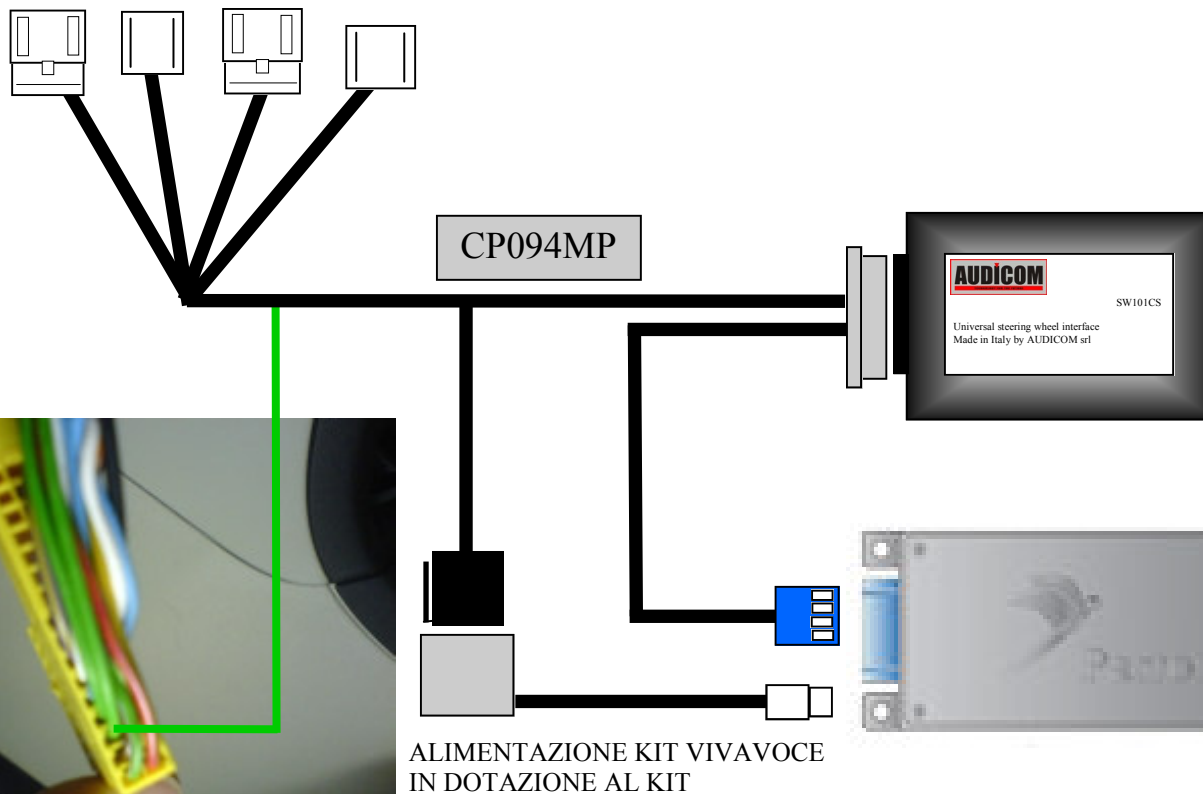 CP094MP
AUDICOM
SW101CS
Universal steering wheel interface
Made in Italy by AUDICOM srl
ALIMENTAZIONE KIT VIVAVOCE
IN DOTAZIONE AL KIT